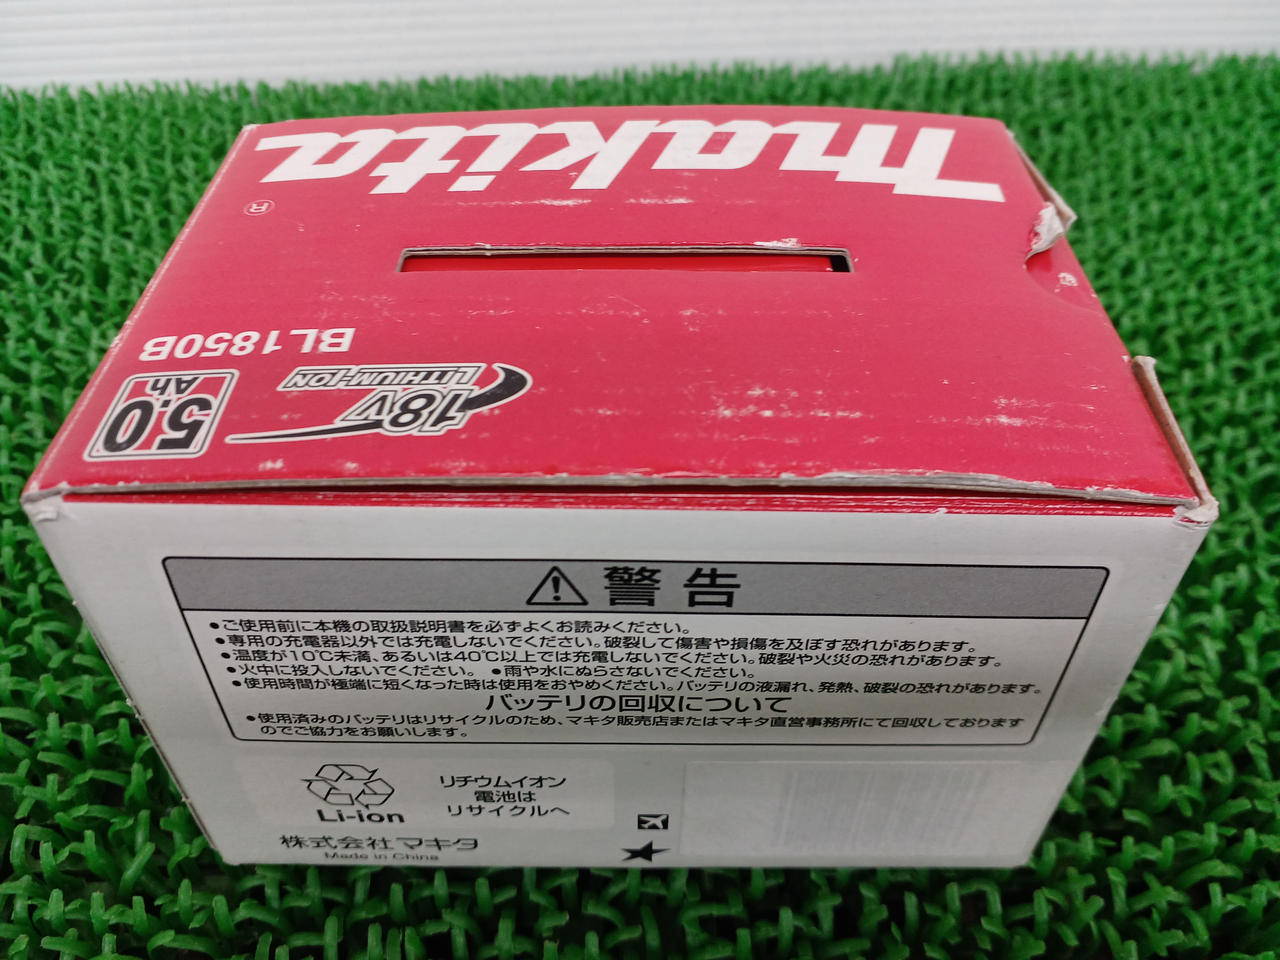 makita
®
BL1850B
18V
LITHIUM-ION
5.0
Ah
警告
●ご使用前に本機の取扱説明書を必ずよくお読みください。
●専用の充電器以外では充電しないでください。破裂して傷害や損傷を及ぼす恐れがあります。
●温度が10℃未満、あるいは40℃以上では充電しないでください。破裂や火災の恐れがあります。
●火中に投入しないでください。 ●雨や水にぬらさないでください。
●使用時間が極端に短くなった時は使用をおやめください。バッテリの液漏れ、発熱、破裂の恐れがあります。
バッテリの回収について
●使用済みのバッテリはリサイクルのため、マキタ販売店またはマキタ直営事務所にて回収しております
のでご協力をお願いします。
Li-ion
リチウムイオン
電池は
リサイクルへ
株式会社マキタ
Made in China